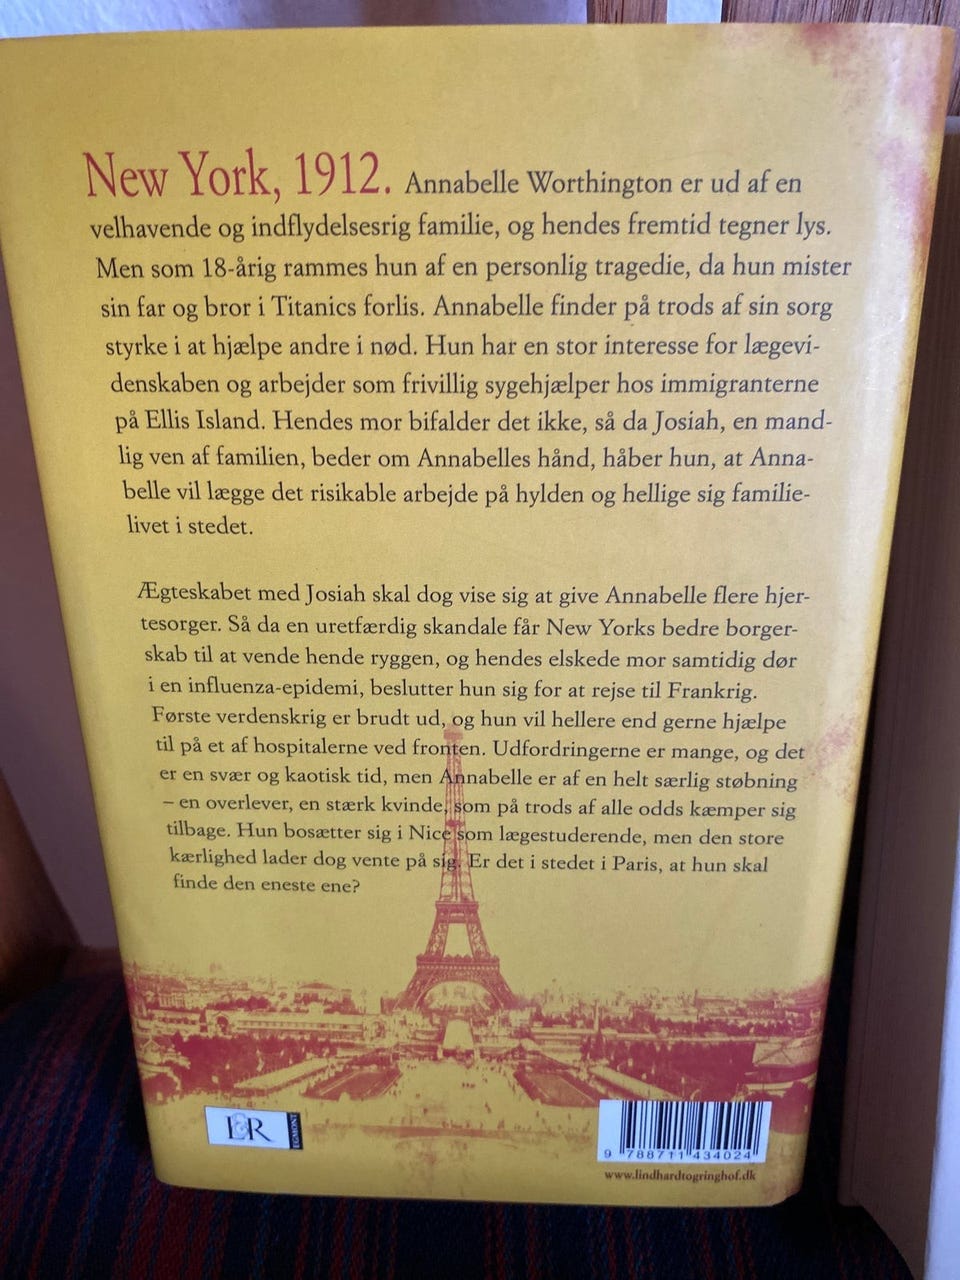 New York, 1912. Annabelle Worthington er ud af en
velhavende og indflydelsesrig familie, og hendes fremtid tegner lys.
Men som 18-årig rammes hun af en personlig tragedie, da hun mister
sin far og bror i Titanics forlis. Annabelle finder på trods af sin sorg
styrke i at hjælpe andre i nød. Hun har en stor interesse for lægevi-
denskaben og arbejder som frivillig sygehjælper hos immigranterne
på Ellis Island. Hendes mor bifalder det ikke, så da Josiah, en mand-
lig ven af familien, beder om Annabelles hånd, håber hun, at Anna-
belle vil lægge det risikable arbejde på hylden og hellige sig familie-
livet i stedet.
Ægteskabet med Josiah skal dog vise sig at give Annabelle flere hjer-
tesorger. Så da en uretfærdig skandale får New Yorks bedre borger-
skab til at vende hende ryggen, og hendes elskede mor samtidig dør
i en influenza-epidemi, beslutter hun sig for at rejse til Frankrig.
Første verdenskrig er brudt ud, og hun vil hellere end gerne hjælpe
til på et af hospitalerne ved fronten. Udfordringerne er mange, og det
er en svær og kaotisk tid, men Annabelle er af en helt særlig støbning
– en overlever, en stærk kvinde, som på trods af alle odds kæmper sig
tilbage. Hun bosætter sig i Nice som lægestuderende, men den store
kærlighed lader dog vente på sig. Er det i stedet i Paris, at hun skal
finde den eneste ene?
L&R EGMONT
9 788711 434024
www.lindhardtogringhof.dk